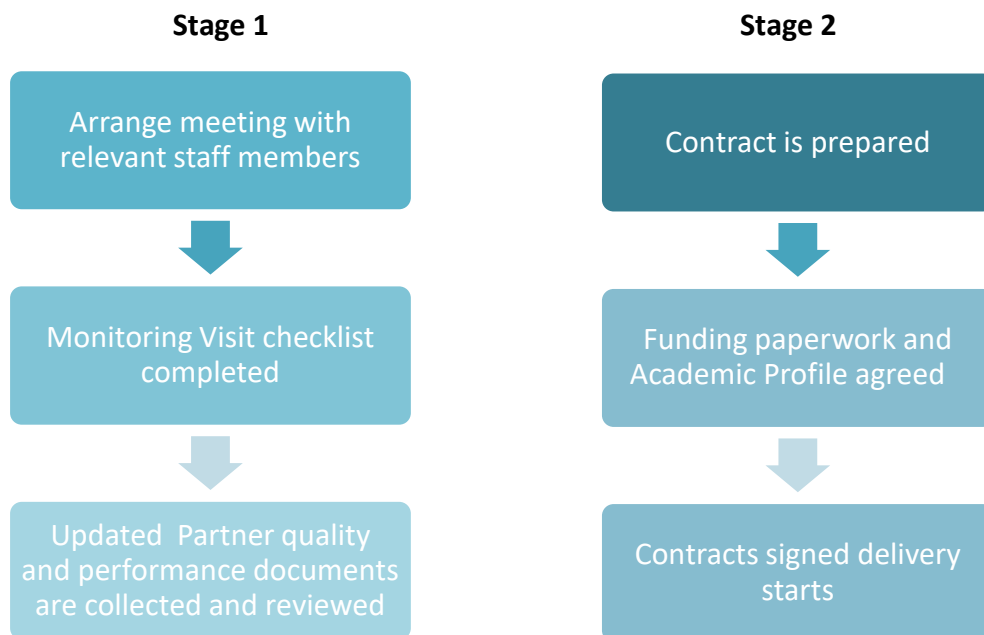 Stage 1
Arrange meeting with
relevant staff members
Monitoring Visit checklist
completed
Updated  Partner quality
and performance documents
are collected and reviewed
Stage 2
Contract is prepared
Funding paperwork and
Academic Profile agreed
Contracts signed delivery
starts